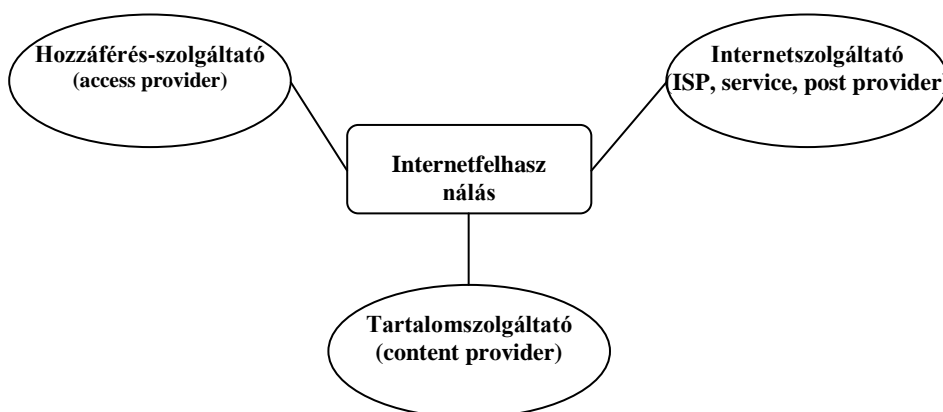 Hozzáférés-szolgáltató
(access provider)
Internetszolgáltató
(ISP, service, post provider)
Internetfelhasz
nálás
Tartalomszolgáltató
(content provider)